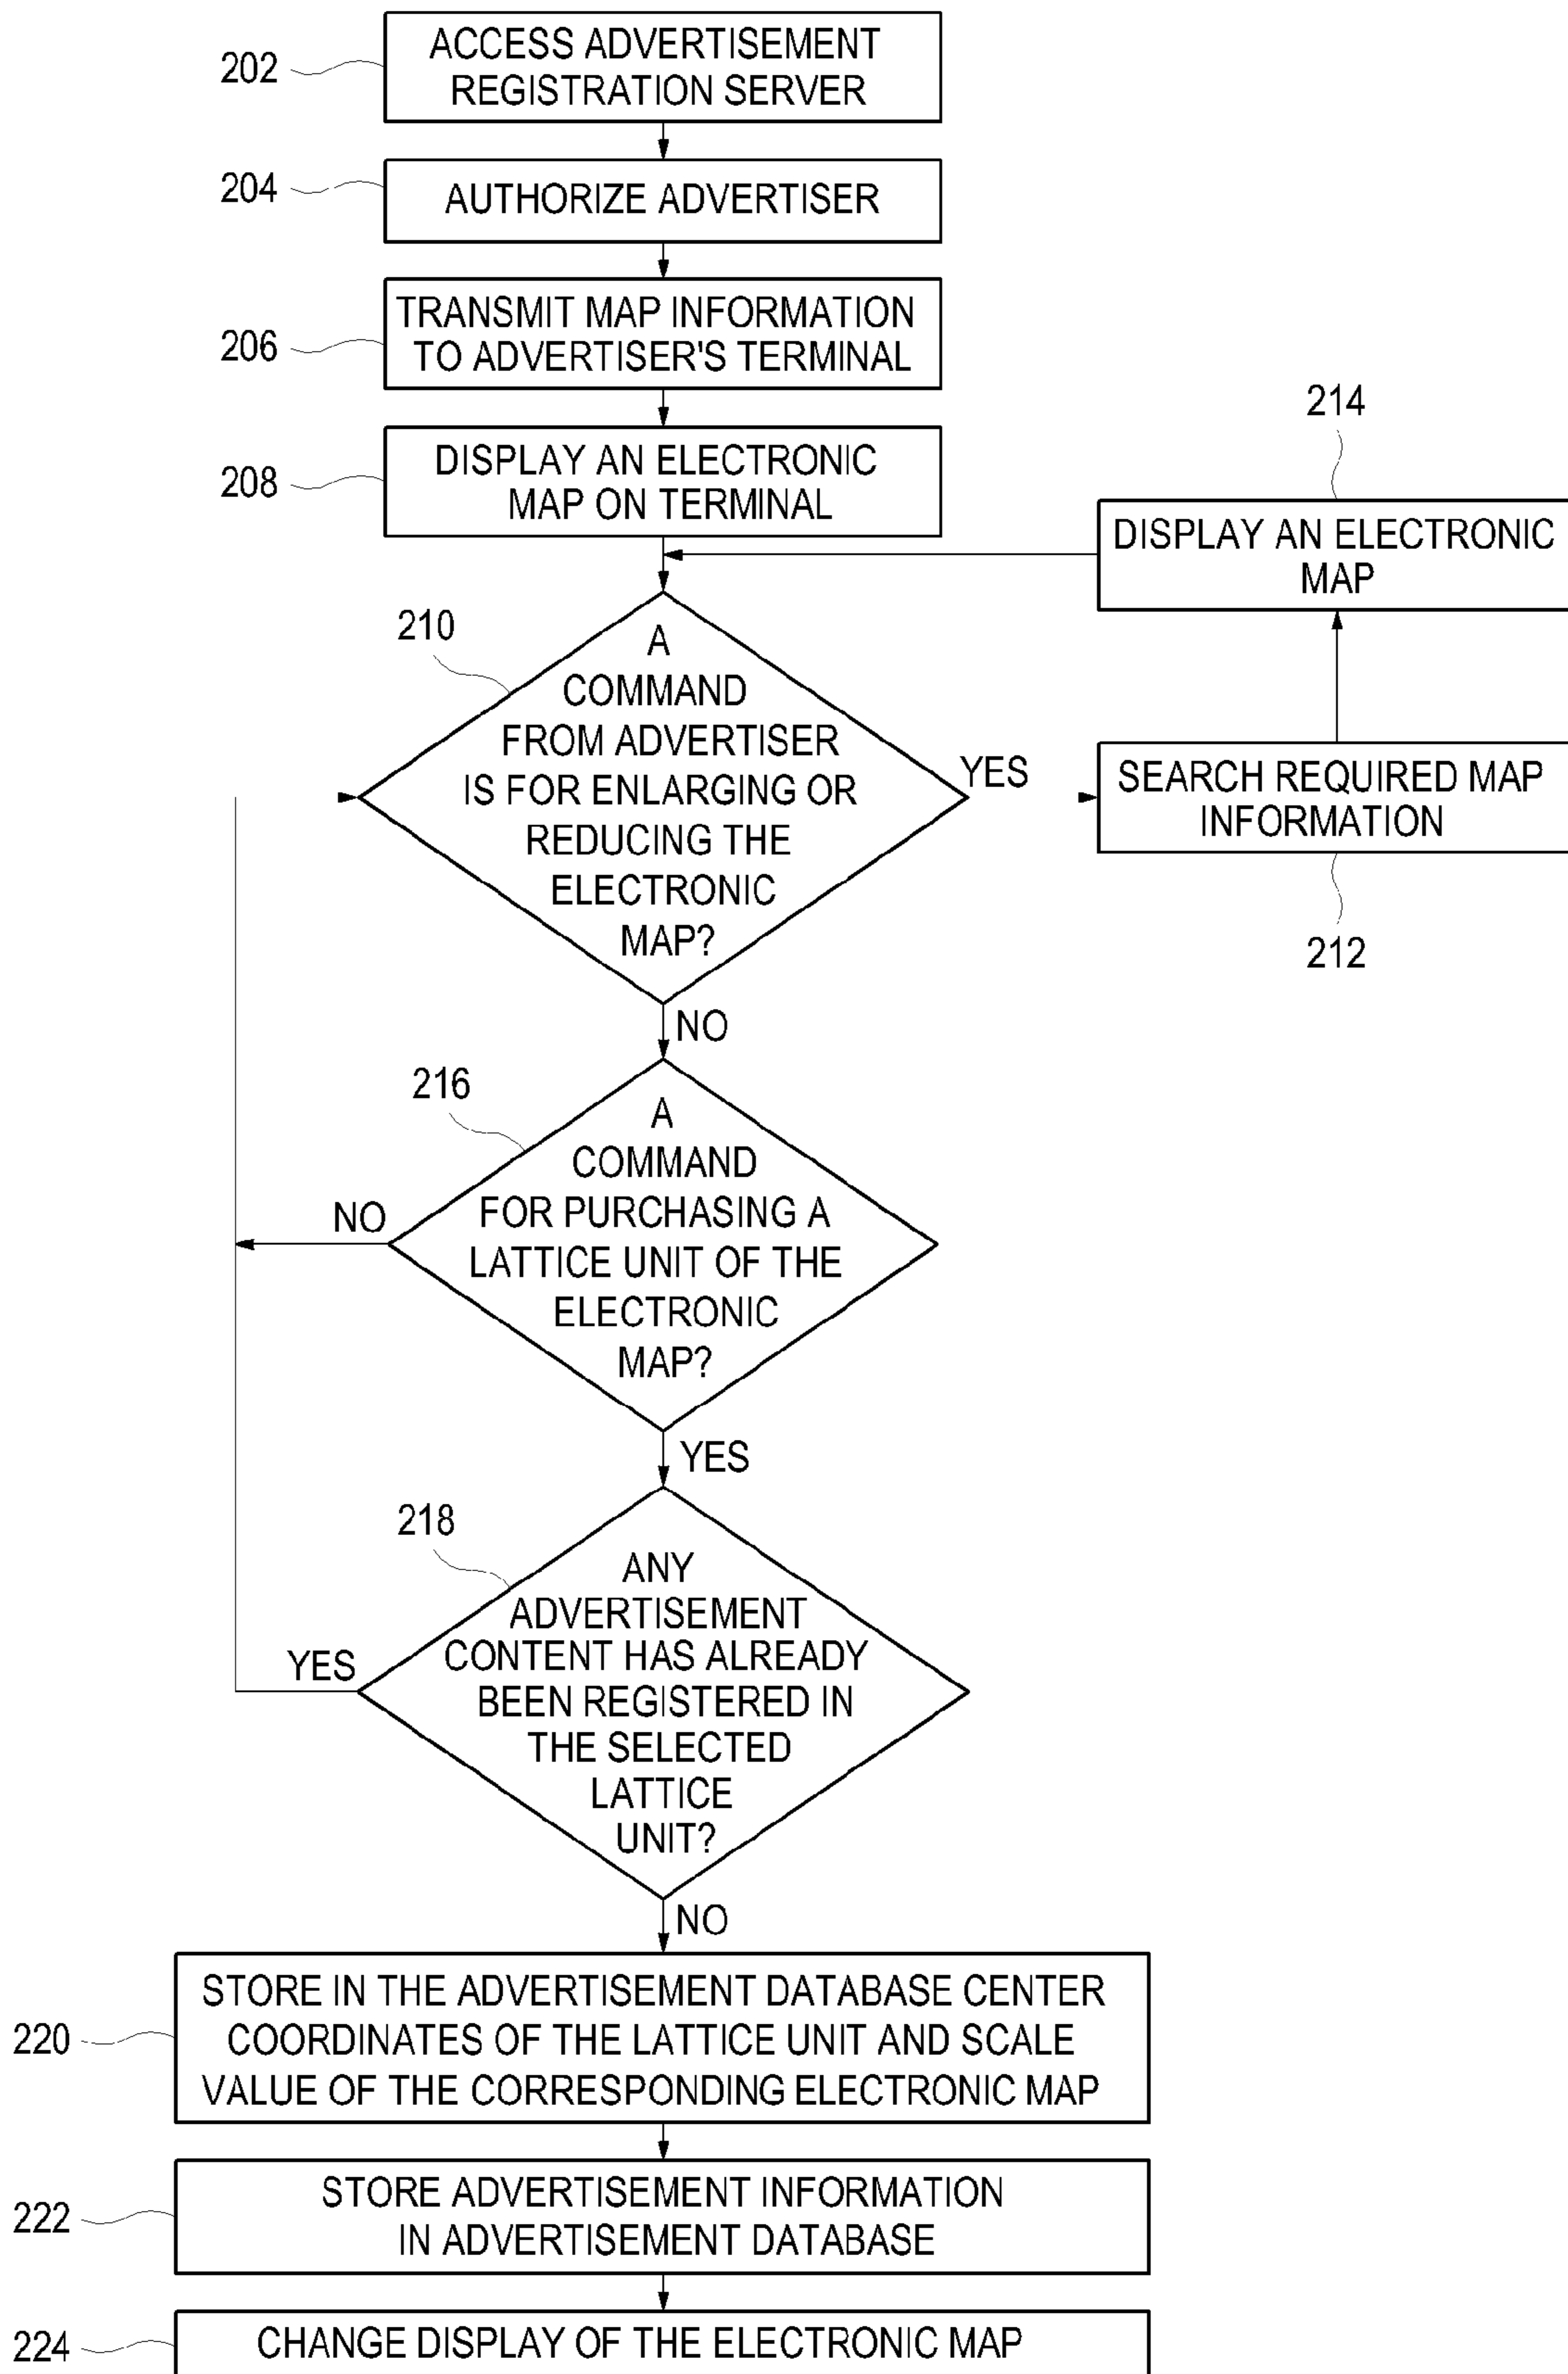 202
ACCESS ADVERTISEMENT
REGISTRATION SERVER
204
AUTHORIZE ADVERTISER
206
TRANSMIT MAP INFORMATION
TO ADVERTISER'S TERMINAL
208
DISPLAY AN ELECTRONIC
MAP ON TERMINAL
214
DISPLAY AN ELECTRONIC
MAP
210
A
COMMAND
FROM ADVERTISER
IS FOR ENLARGING OR
REDUCING THE
ELECTRONIC
MAP?
YES
SEARCH REQUIRED MAP
INFORMATION
212
NO
216
A
COMMAND
FOR PURCHASING A
LATTICE UNIT OF THE
ELECTRONIC
MAP?
NO
YES
218
ANY
ADVERTISEMENT
CONTENT HAS ALREADY
BEEN REGISTERED IN
THE SELECTED
LATTICE
UNIT?
YES
NO
220
STORE IN THE ADVERTISEMENT DATABASE CENTER
COORDINATES OF THE LATTICE UNIT AND SCALE
VALUE OF THE CORRESPONDING ELECTRONIC MAP
222
STORE ADVERTISEMENT INFORMATION
IN ADVERTISEMENT DATABASE
224
CHANGE DISPLAY OF THE ELECTRONIC MAP